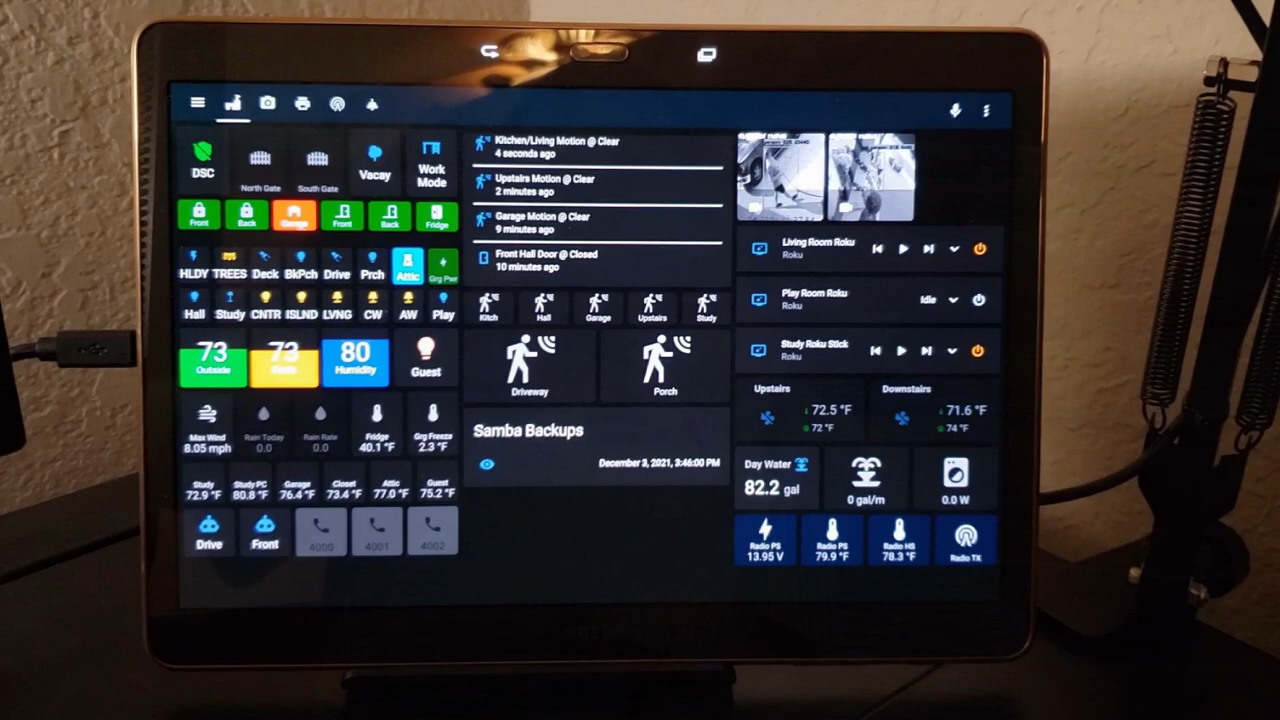 DSC
North Gate
South Gate
Vacay
Work
Mode
Front
Back
Garage
Front
Back
Fridge
HLDY
TREES
Deck
BkPch
Drive
Prch
Attic
Grg Pwr
Hall
Study
CNTR
ISLND
LVNG
CW
AW
Play
73
Outside
73
80
Humidity
Guest
Max Wind
8.05 mph
Rain Today
0.0
Rain Rate
0.0
Fridge
40.1 °F
Grg Freeze
2.3 °F
Study
72.9 °F
Study PC
80.8 °F
Garage
76.4 °F
Closet
73.4 °F
Attic
77.0 °F
Guest
75.2 °F
Drive
Front
4000
4001
4002
Kitchen/Living Motion @ Clear
4 seconds ago
Upstairs Motion @ Clear
2 minutes ago
Garage Motion @ Clear
9 minutes ago
Front Hall Door @ Closed
10 minutes ago
Kitch
Hall
Garage
Upstairs
Study
Driveway
Porch
Samba Backups
December 3, 2021, 3:46:00 PM
Living Room Roku
Roku
Play Room Roku
Roku
Idle
Study Roku Stick
Roku
Upstairs
↓ 72.5 °F
72 °F
Downstairs
↓ 71.6 °F
74 °F
Day Water
82.2 gal
0 gal/m
0.0 W
Radio PS
13.95 V
Radio PS
79.9 °F
Radio HS
78.3 °F
Radio TX